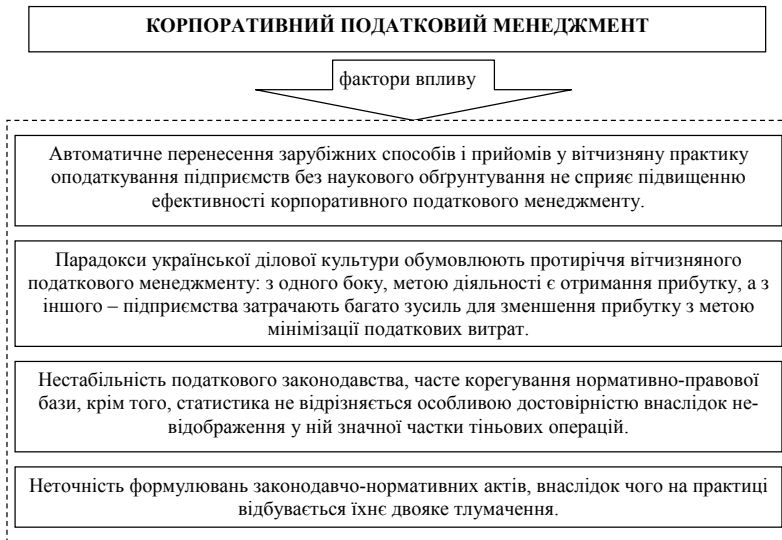 КОРПОРАТИВНИЙ ПОДАТКОВИЙ МЕНЕДЖМЕНТ
фактори впливу
Автоматичне перенесення зарубіжних способів і прийомів у вітчизняну практику
оподаткування підприємств без наукового обґрунтування не сприяє підвищенню
ефективності корпоративного податкового менеджменту.
Парадокси української ділової культури обумовлюють протиріччя вітчизняного
податкового менеджменту: з одного боку, метою діяльності є отримання прибутку, а з
іншого – підприємства затрачають багато зусиль для зменшення прибутку з метою
мінімізації податкових витрат.
Нестабільність податкового законодавства, часте корегування нормативно-правової
бази, крім того, статистика не відрізняється особливою достовірністю внаслідок не-
відображення у ній значної частки тіньових операцій.
Неточність формулювань законодавчо-нормативних актів, внаслідок чого на практиці
відбувається їхнє двояке тлумачення.